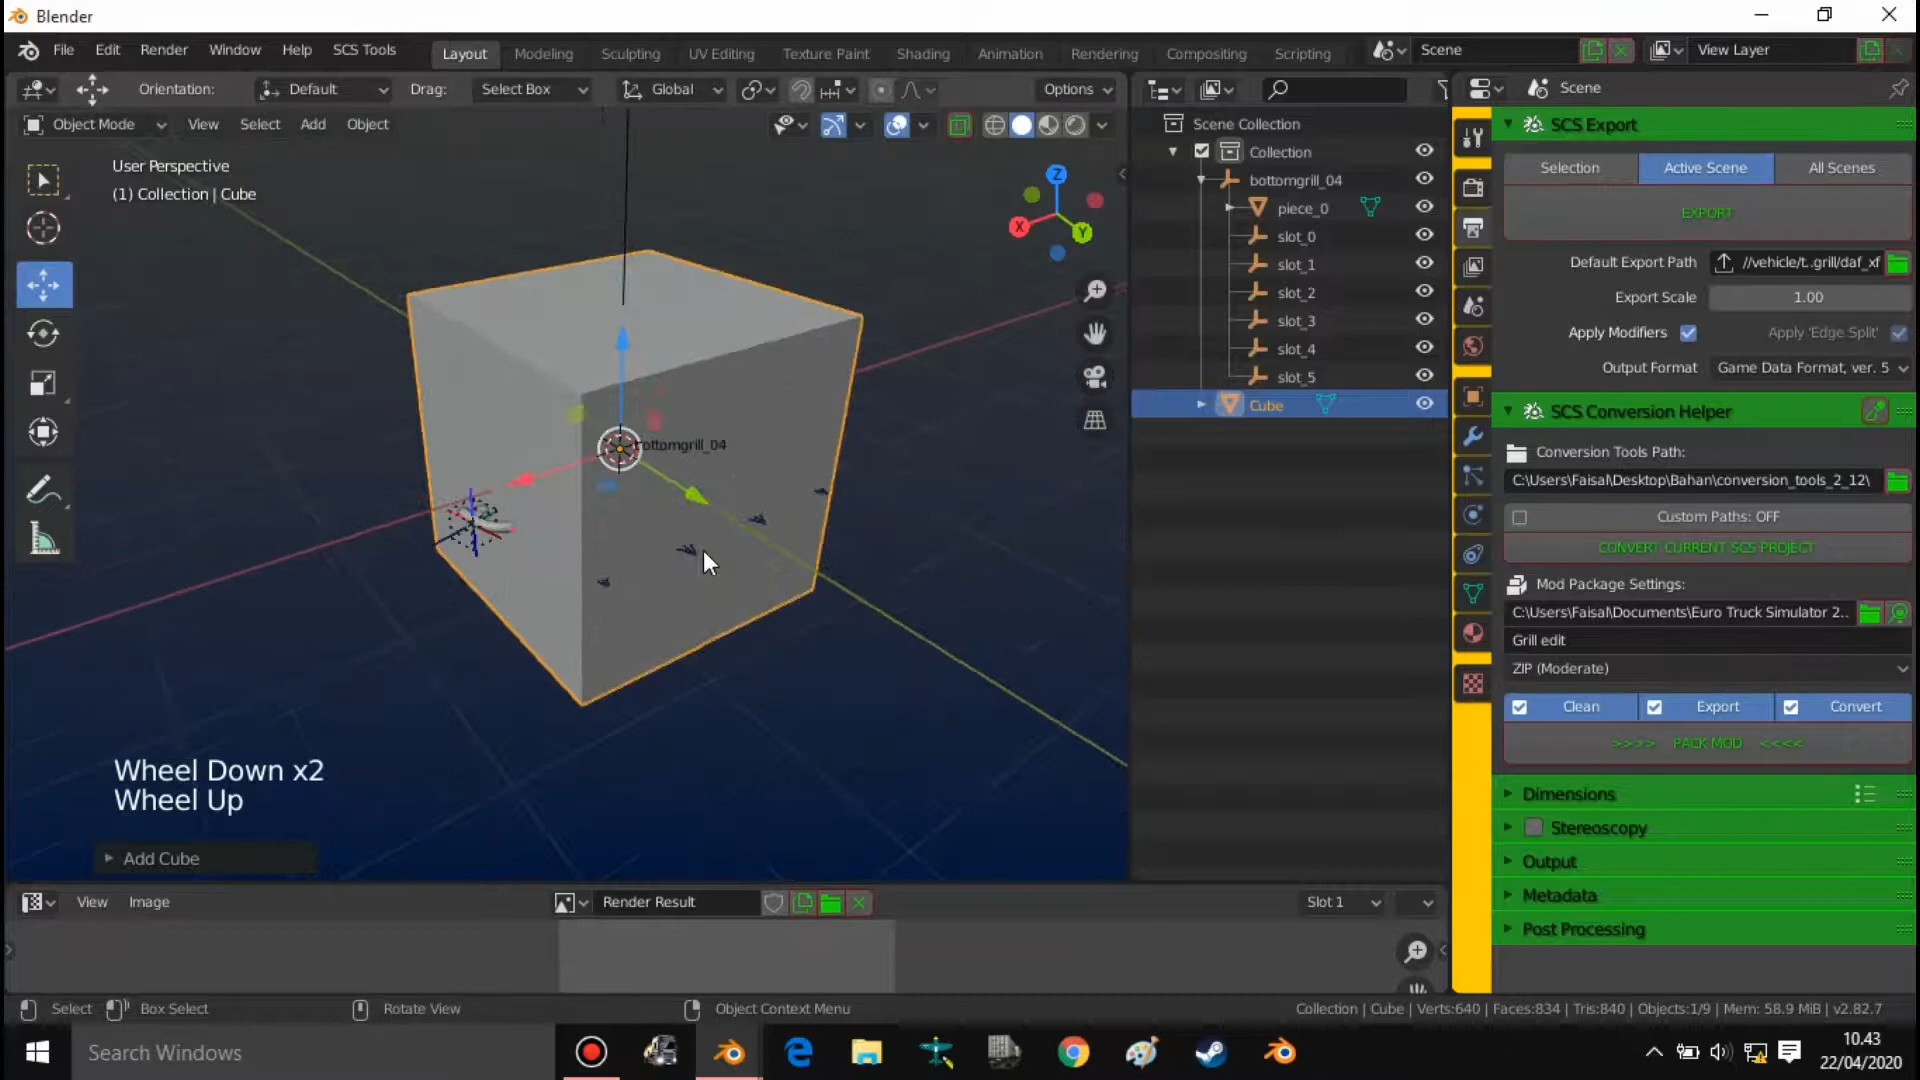 Blender
File Edit Render Window Help SCS Tools Layout Modeling Sculpting UV Editing Texture Paint Shading Animation Rendering Compositing Scripting Scene View Layer
Orientation: Default Drag: Select Box Global Options
Object Mode View Select Add Object
User Perspective
(1) Collection | Cube
Z
X
Y
ottomgrill_04
Wheel Down x2
Wheel Up
Add Cube
Scene Collection
Collection
bottomgrill_04
piece_0
slot_0
slot_1
slot_2
slot_3
slot_4
slot_5
Cube
Scene
SCS Export
Selection Active Scene All Scenes
EXPORT
Default Export Path //vehicle/t..grill/daf_xf
Export Scale 1.00
Apply Modifiers Apply 'Edge Split'
Output Format Game Data Format, ver. 5
SCS Conversion Helper
Conversion Tools Path:
C:\Users\Faisal\Desktop\Bahan\conversion_tools_2_12\
Custom Paths: OFF
CONVERT CURRENT SCS PROJECT
Mod Package Settings:
C:\Users\Faisal\Documents\Euro Truck Simulator 2..
Grill edit
ZIP (Moderate)
Clean Export Convert
>>>> PACK MOD <<<<
Dimensions
Stereoscopy
Output
Metadata
Post Processing
View Image Render Result Slot 1
Select Box Select Rotate View Object Context Menu Collection | Cube | Verts:640 | Faces:834 | Tris:840 | Objects:1/9 | Mem: 58.9 MiB | v2.82.7
Search Windows
10.43
22/04/2020